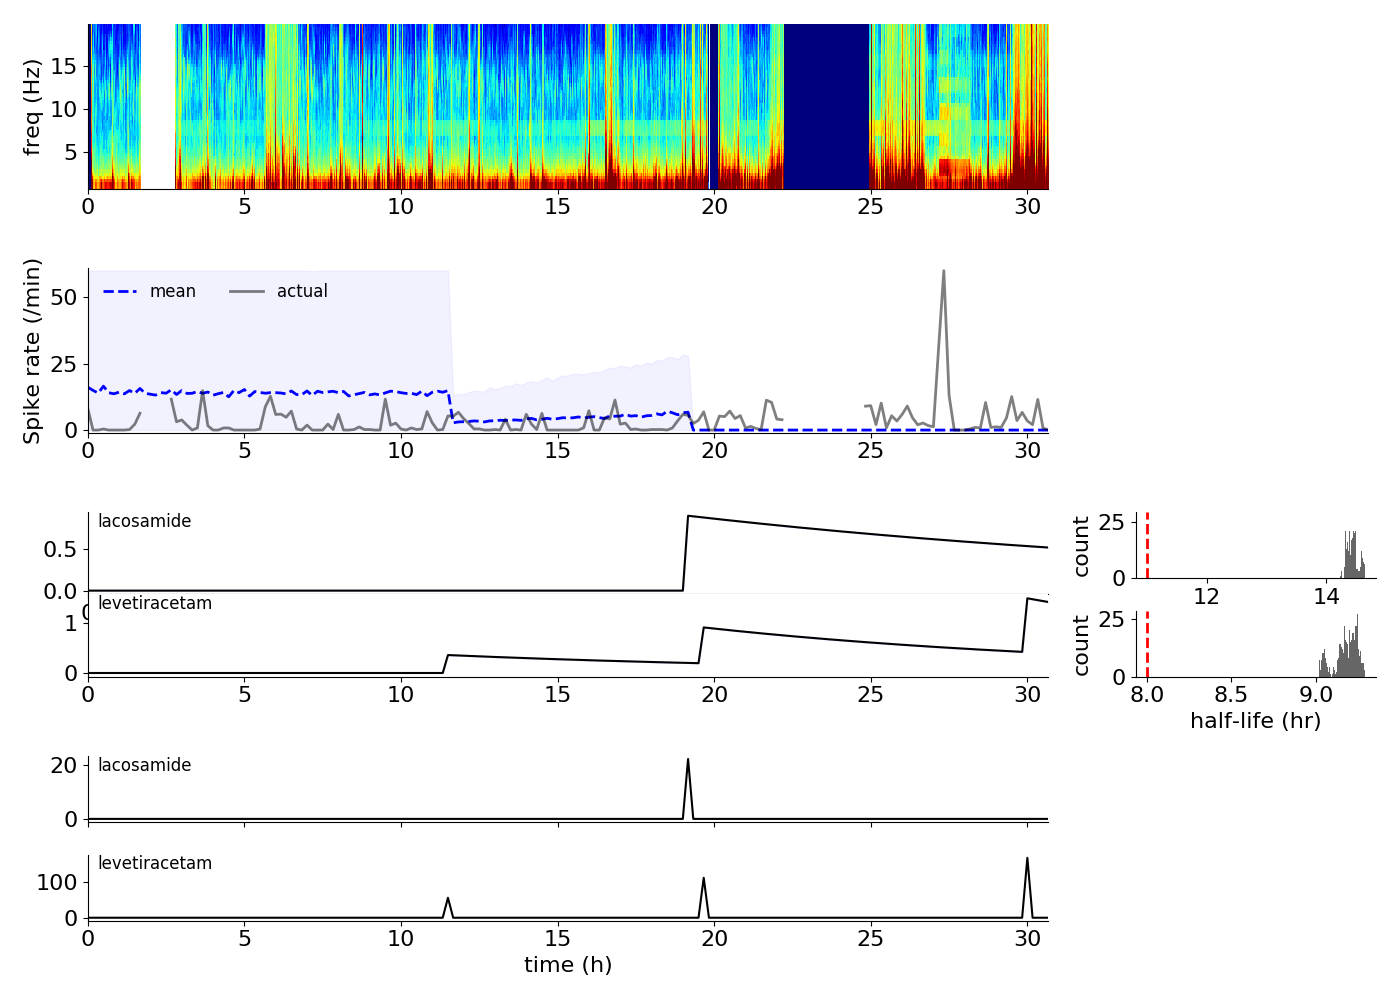 freq (Hz)
15
10
5
0 5 10 15 20 25 30
Spike rate (/min)
50
25
0
mean actual
0 5 10 15 20 25 30
lacosamide
0.5
0.0
count
25
0
12 14
levetiracetam
1
0
0 5 10 15 20 25 30
count
25
0
8.0 8.5 9.0
half-life (hr)
lacosamide
20
0
levetiracetam
100
0
0 5 10 15 20 25 30
time (h)